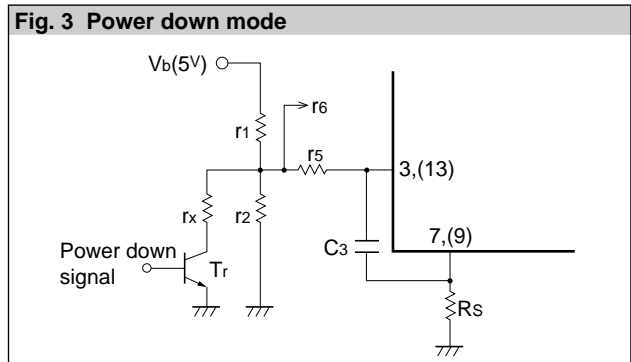 Fig. 3 Power down mode
Vb(5V)
r6
r1
r5
3,(13)
rx
r2
7,(9)
C3
Power down
signal
Tr
RS